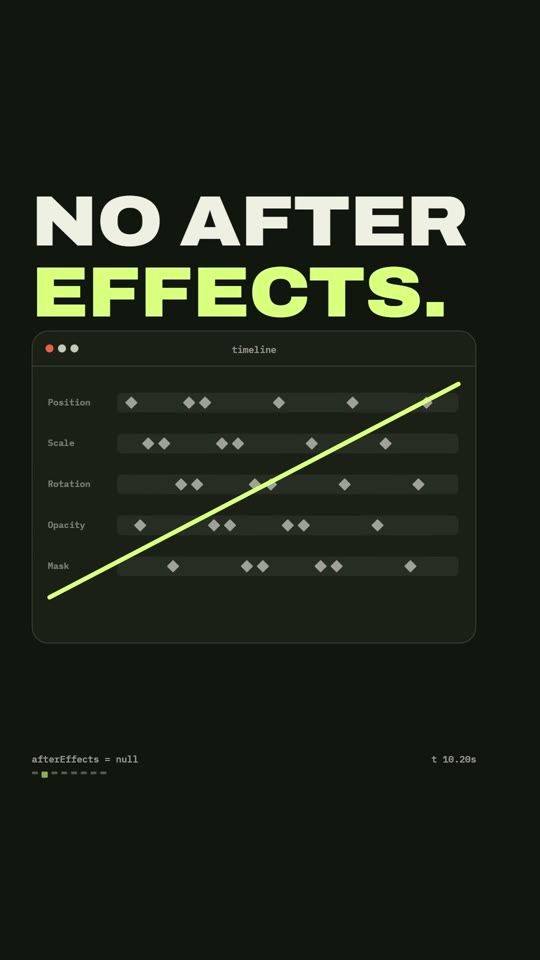 NO AFTER
EFFECTS.
timeline
Position
Scale
Rotation
Opacity
Mask
afterEffects = null
t 10.20s